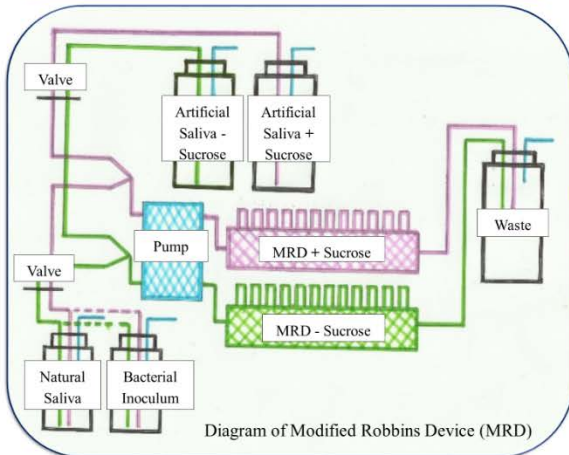 Valve
Artificial
Saliva -
Sucrose
Artificial
Saliva +
Sucrose
Pump
MRD + Sucrose
Waste
Valve
MRD - Sucrose
Natural
Saliva
Bacterial
Inoculum
Diagram of Modified Robbins Device (MRD)